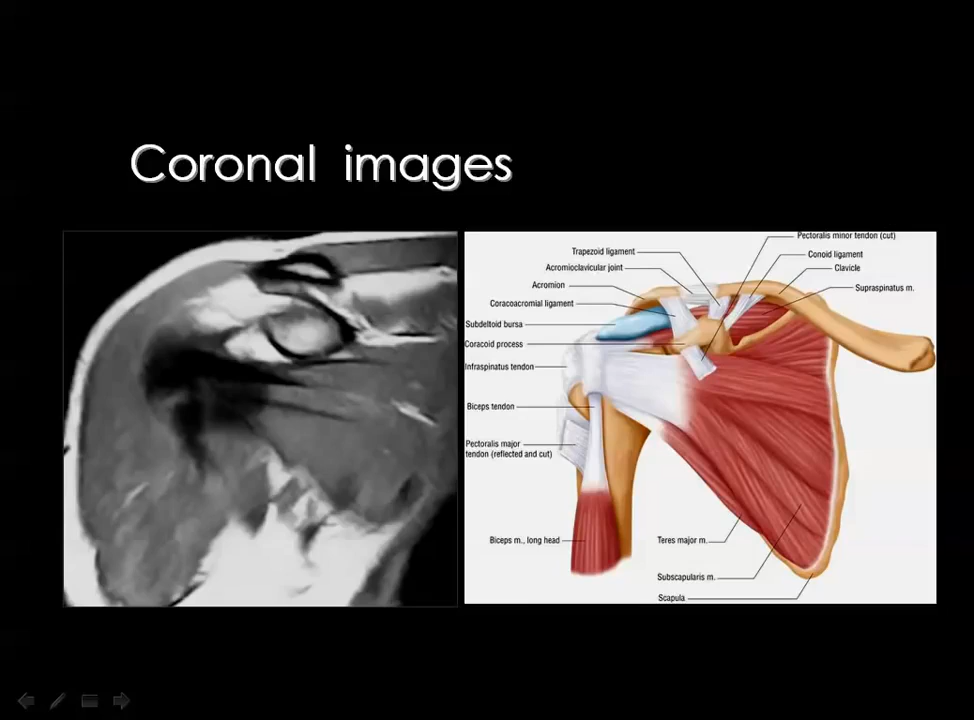 Coronal images
Pectoralis minor tendon (cut)
Trapezoid ligament
Conoid ligament
Acromioclavicular joint
Clavicle
Acromion
Supraspinatus m.
Coracoacromial ligament
Subdeltoid bursa
Coracoid process
Infraspinatus tendon
Biceps tendon
Pectoralis major
tendon (reflected and cut)
Biceps m., long head
Teres major m.
Subscapularis m.
Scapula